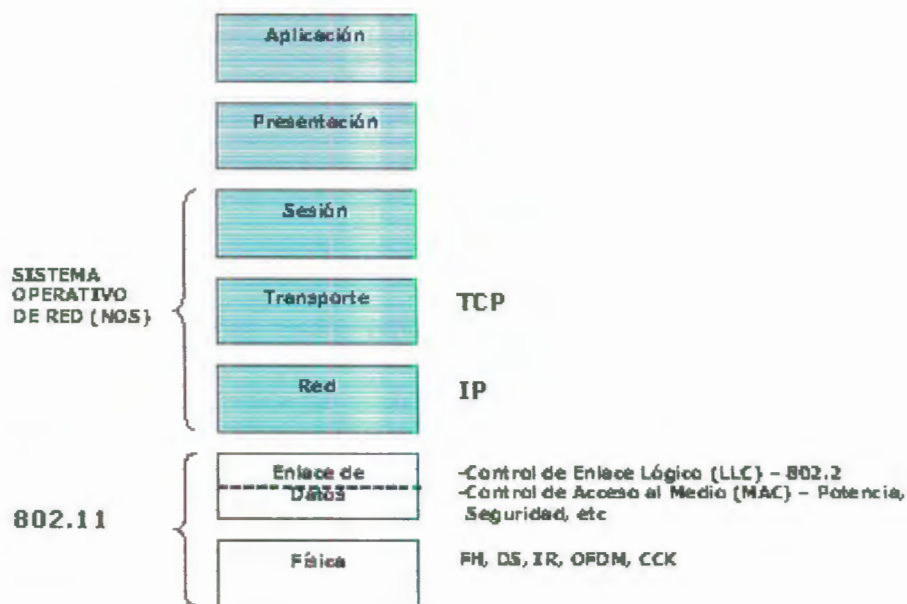 Aplicación
Presentación
Sesión
SISTEMA
OPERATIVO
DE RED (NOS)
Transporte
TCP
Red
IP
802.11
Enlace de
Datos
-Control de Enlace Lógico (LLC) – 802.2
-Control de Acceso al Medio (MAC) – Potencia,
Seguridad, etc
Física
FH, DS, IR, OFDM, CCK